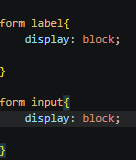 form label{
    display: block;
}
form input{
    display: block;
}